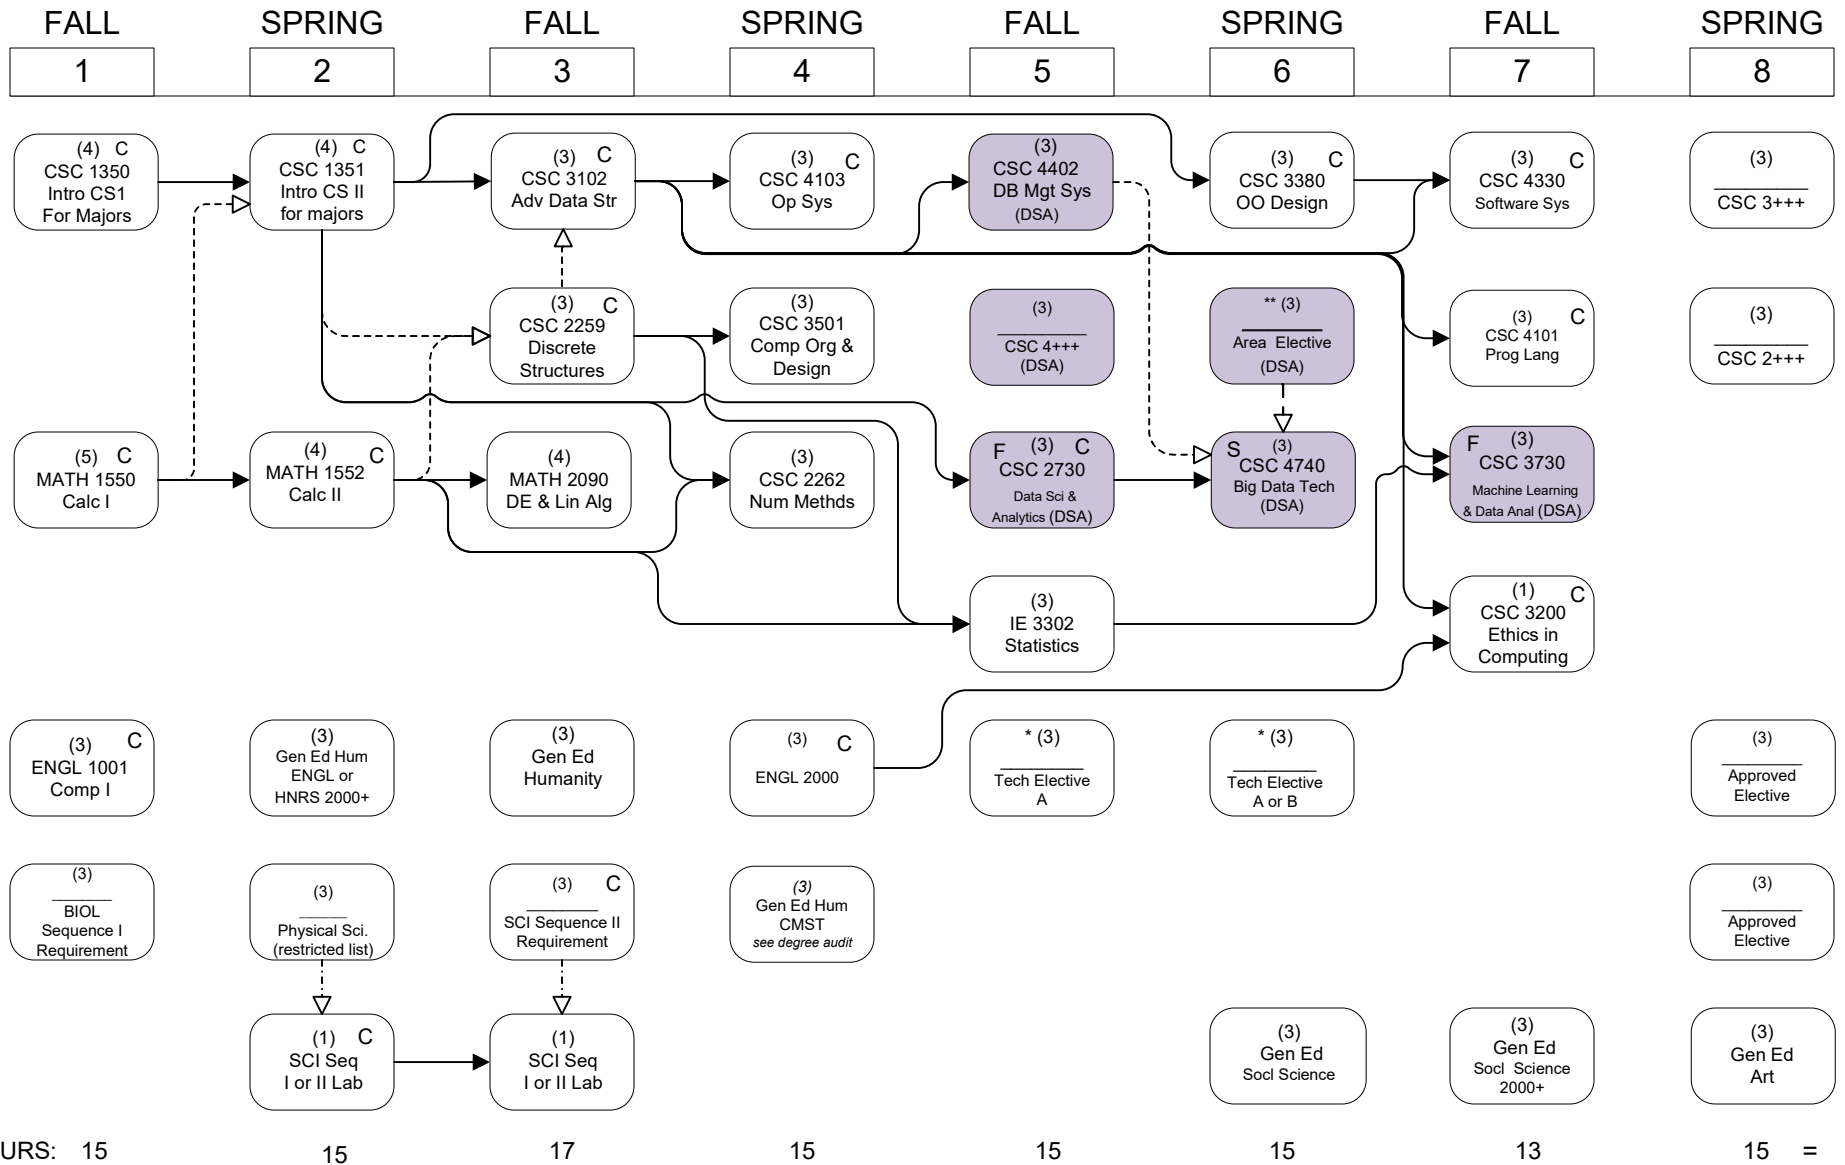 FALL
SPRING
FALL
SPRING
FALL
SPRING
FALL
SPRING
1
2
3
4
5
6
7
8
(4) C
CSC 1350
Intro CS1
For Majors
(4) C
CSC 1351
Intro CS II
for majors
(3) C
CSC 3102
Adv Data Str
(3) C
CSC 4103
Op Sys
(3)
CSC 4402
DB Mgt Sys
(DSA)
(3) C
CSC 3380
OO Design
(3) C
CSC 4330
Software Sys
(3)
CSC 3+++
(3) C
CSC 2259
Discrete
Structures
(3)
CSC 3501
Comp Org &
Design
(3)
CSC 4+++
(DSA)
** (3)
Area Elective
(DSA)
(3) C
CSC 4101
Prog Lang
(3)
CSC 2+++
(5) C
MATH 1550
Calc I
(4) C
MATH 1552
Calc II
(4)
MATH 2090
DE & Lin Alg
(3)
CSC 2262
Num Methds
F (3) C
CSC 2730
Data Sci &
Analytics (DSA)
S (3)
CSC 4740
Big Data Tech
(DSA)
F (3)
CSC 3730
Machine Learning
& Data Anal (DSA)
(3)
IE 3302
Statistics
(1) C
CSC 3200
Ethics in
Computing
(3) C
ENGL 1001
Comp I
(3)
Gen Ed Hum
ENGL or
HNRS 2000+
(3)
Gen Ed
Humanity
(3) C
ENGL 2000
* (3)
Tech Elective
A
* (3)
Tech Elective
A or B
(3)
Approved
Elective
(3)
BIOL
Sequence I
Requirement
(3)
Physical Sci.
(restricted list)
(3) C
SCI Sequence II
Requirement
(3)
Gen Ed Hum
CMST
see degree audit
(3)
Approved
Elective
(1) C
SCI Seq
I or II Lab
(1)
SCI Seq
I or II Lab
(3)
Gen Ed
Socl Science
(3)
Gen Ed
Socl Science
2000+
(3)
Gen Ed
Art
URS: 15 15 17 15 15 15 13 15 =